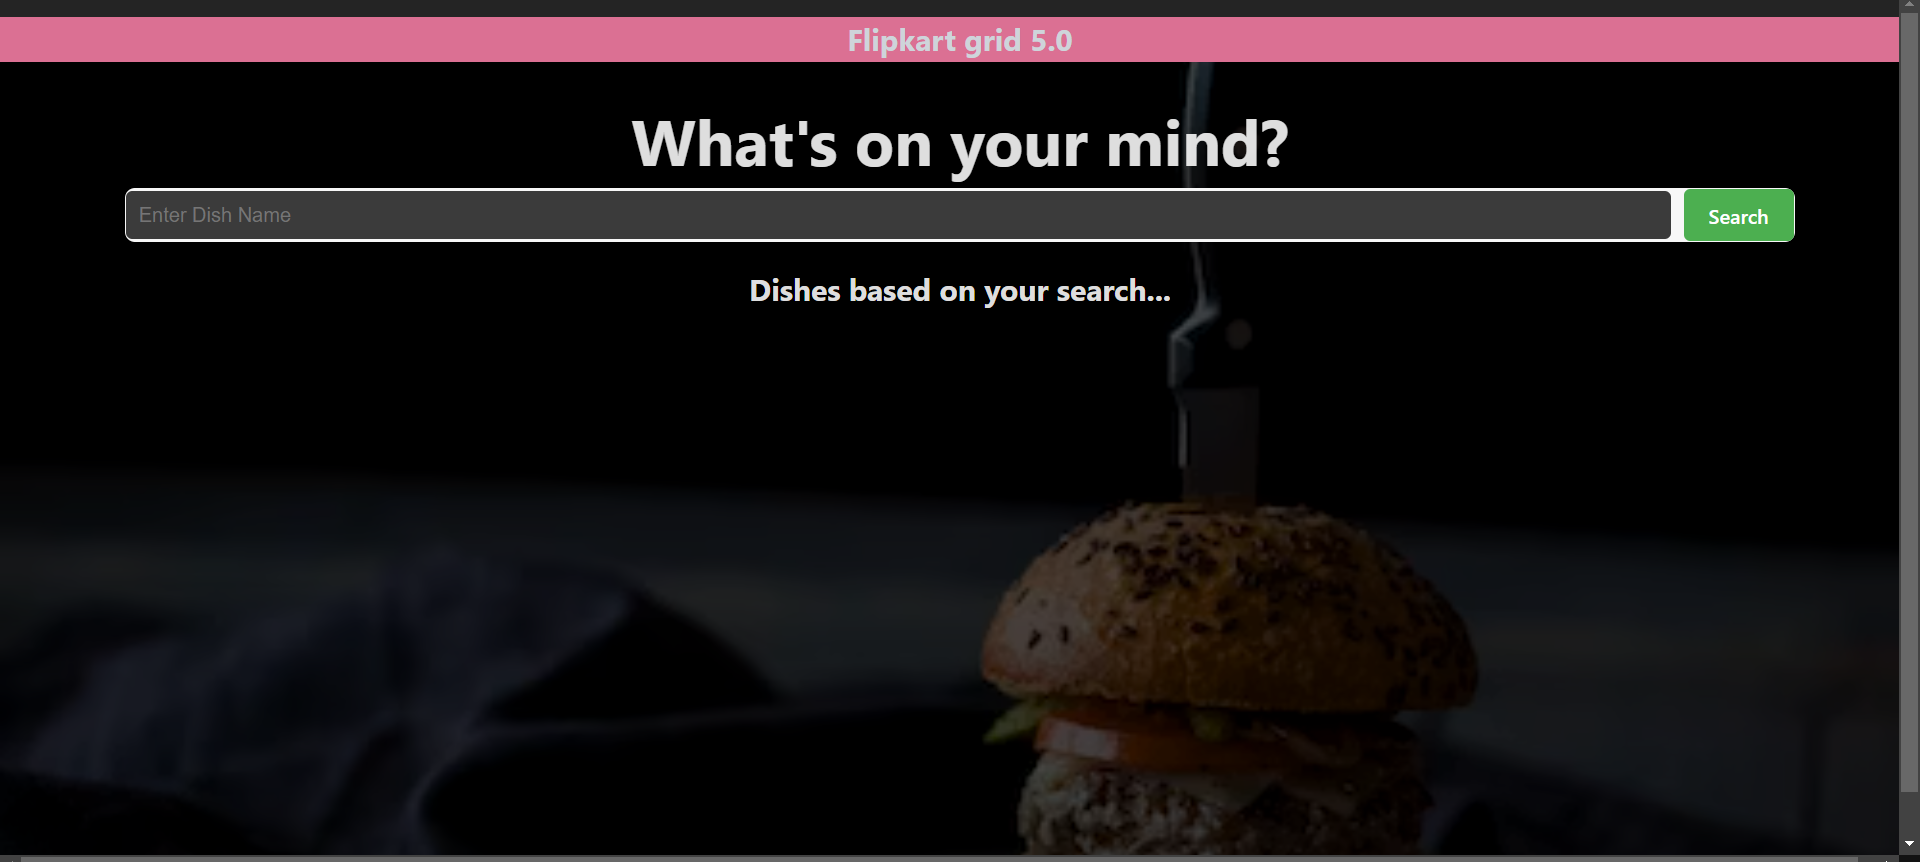 Flipkart grid 5.0
What's on your mind?
Enter Dish Name
Search
Dishes based on your search...